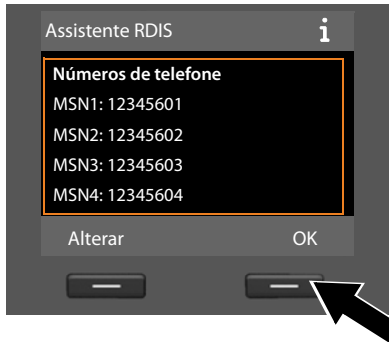 Assistente RDIS i
Números de telefone
MSN1: 12345601
MSN2: 12345602
MSN3: 12345603
MSN4: 12345604
Alterar OK